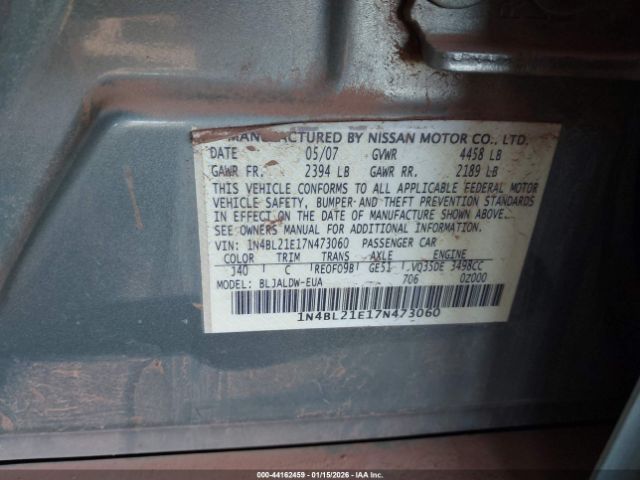 MANUFACTURED BY NISSAN MOTOR CO., LTD.
DATE 05/07 GVWR 4458 LB
GAWR FR. 2394 LB GAWR RR. 2189 LB
THIS VEHICLE CONFORMS TO ALL APPLICABLE FEDERAL MOTOR
VEHICLE SAFETY, BUMPER AND THEFT PREVENTION STANDARDS
IN EFFECT ON THE DATE OF MANUFACTURE SHOWN ABOVE.
SEE OWNERS MANUAL FOR ADDITIONAL INFORMATION.
VIN: 1N4BL21E17N473060 PASSENGER CAR
COLOR TRIM TRANS AXLE ENGINE
J40 C RE0F09B GE51 VQ35DE 3498CC
MODEL: BLJALDW-EUA 706 02000
1N4BL21E17N473060
000-44162459 | 01/15/2026 | IAA Inc.